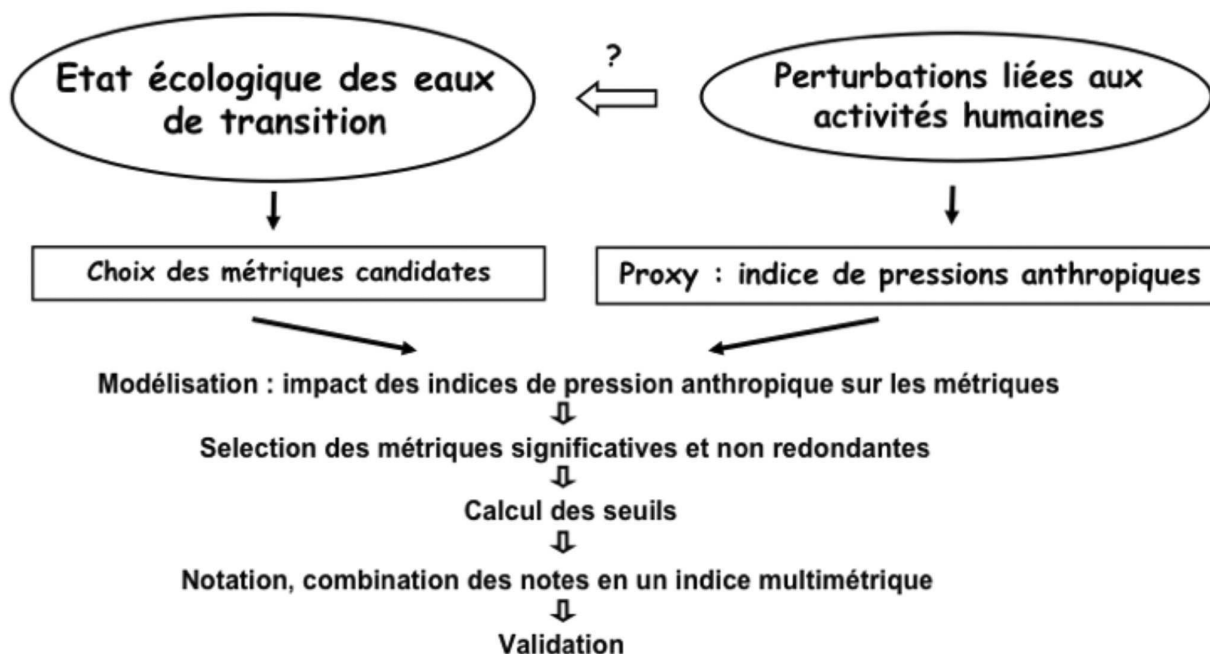 Etat écologique des eaux
de transition
?
Perturbations liées aux
activités humaines
Choix des métriques candidates
Proxy : indice de pressions anthropiques
Modélisation : impact des indices de pression anthropique sur les métriques
Selection des métriques significatives et non redondantes
Calcul des seuils
Notation, combination des notes en un indice multimétrique
Validation